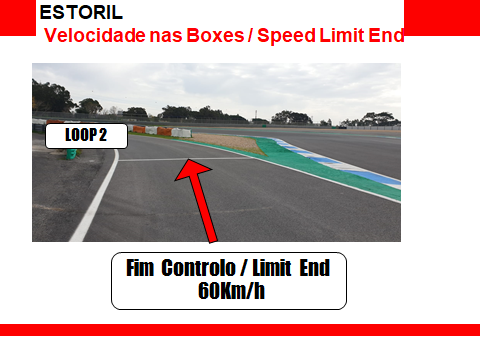 ESTORIL
Velocidade nas Boxes / Speed Limit End
LOOP 2
Fim Controlo / Limit End
60Km/h